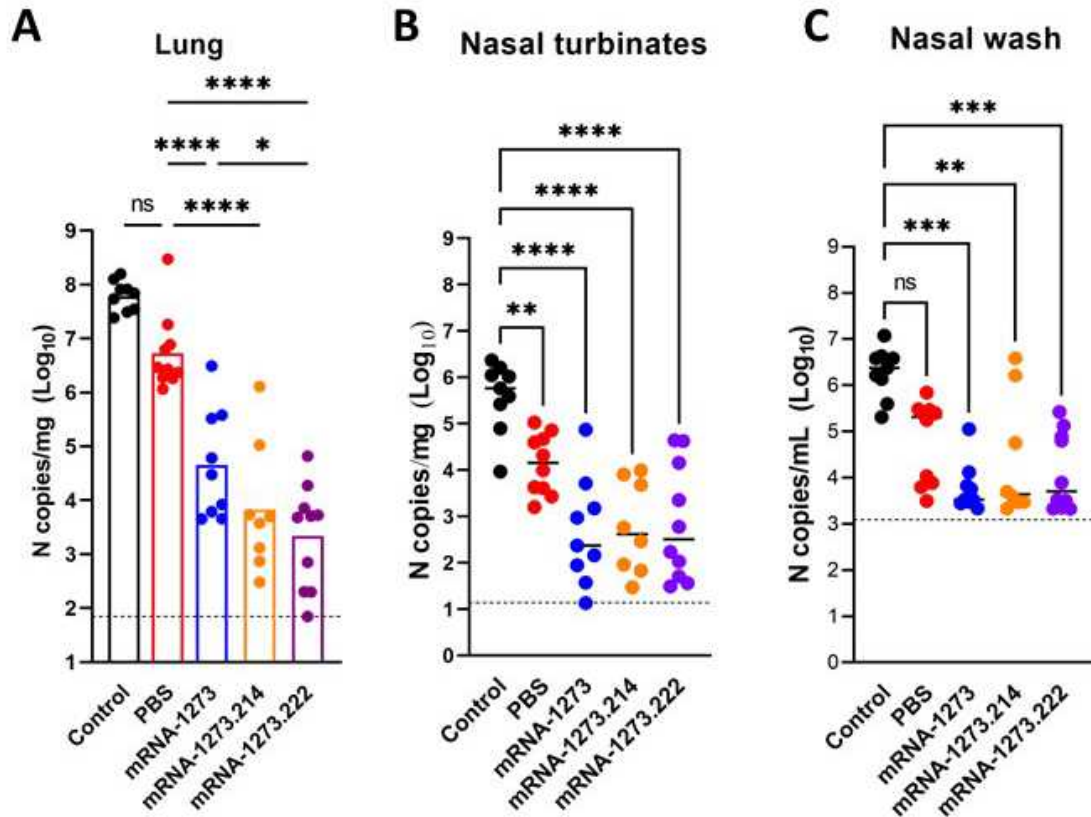 A
Lung
****
****
*
ns
****
N copies/mg (Log10)
9
8
7
6
5
4
3
2
1
Control
PBS
mRNA-1273
mRNA-1273.214
mRNA-1273.222
B
Nasal turbinates
****
****
****
**
N copies/mg (Log10)
9
8
7
6
5
4
3
2
1
0
Control
PBS
mRNA-1273
mRNA-1273.214
mRNA-1273.222
C
Nasal wash
***
**
***
ns
N copies/mL (Log10)
9
8
7
6
5
4
3
2
1
0
Control
PBS
mRNA-1273
mRNA-1273.214
mRNA-1273.222